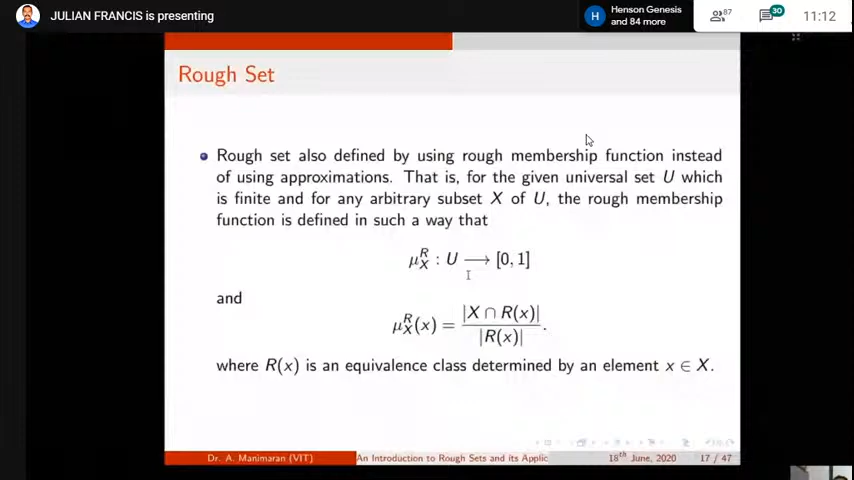 JULIAN FRANCIS is presenting
H
Henson Genesis
and 84 more
87
30
11:12
Rough Set
Rough set also defined by using rough membership function instead
of using approximations. That is, for the given universal set U which
is finite and for any arbitrary subset X of U, the rough membership
function is defined in such a way that
μ_X^R : U ⟶ [0, 1]
and
μ_X^R(x) = |X ∩ R(x)| / |R(x)| .
where R(x) is an equivalence class determined by an element x ∈ X.
Dr. A. Manimaran (VIT) An Introduction to Rough Sets and its Applic 18th June, 2020 17 / 47